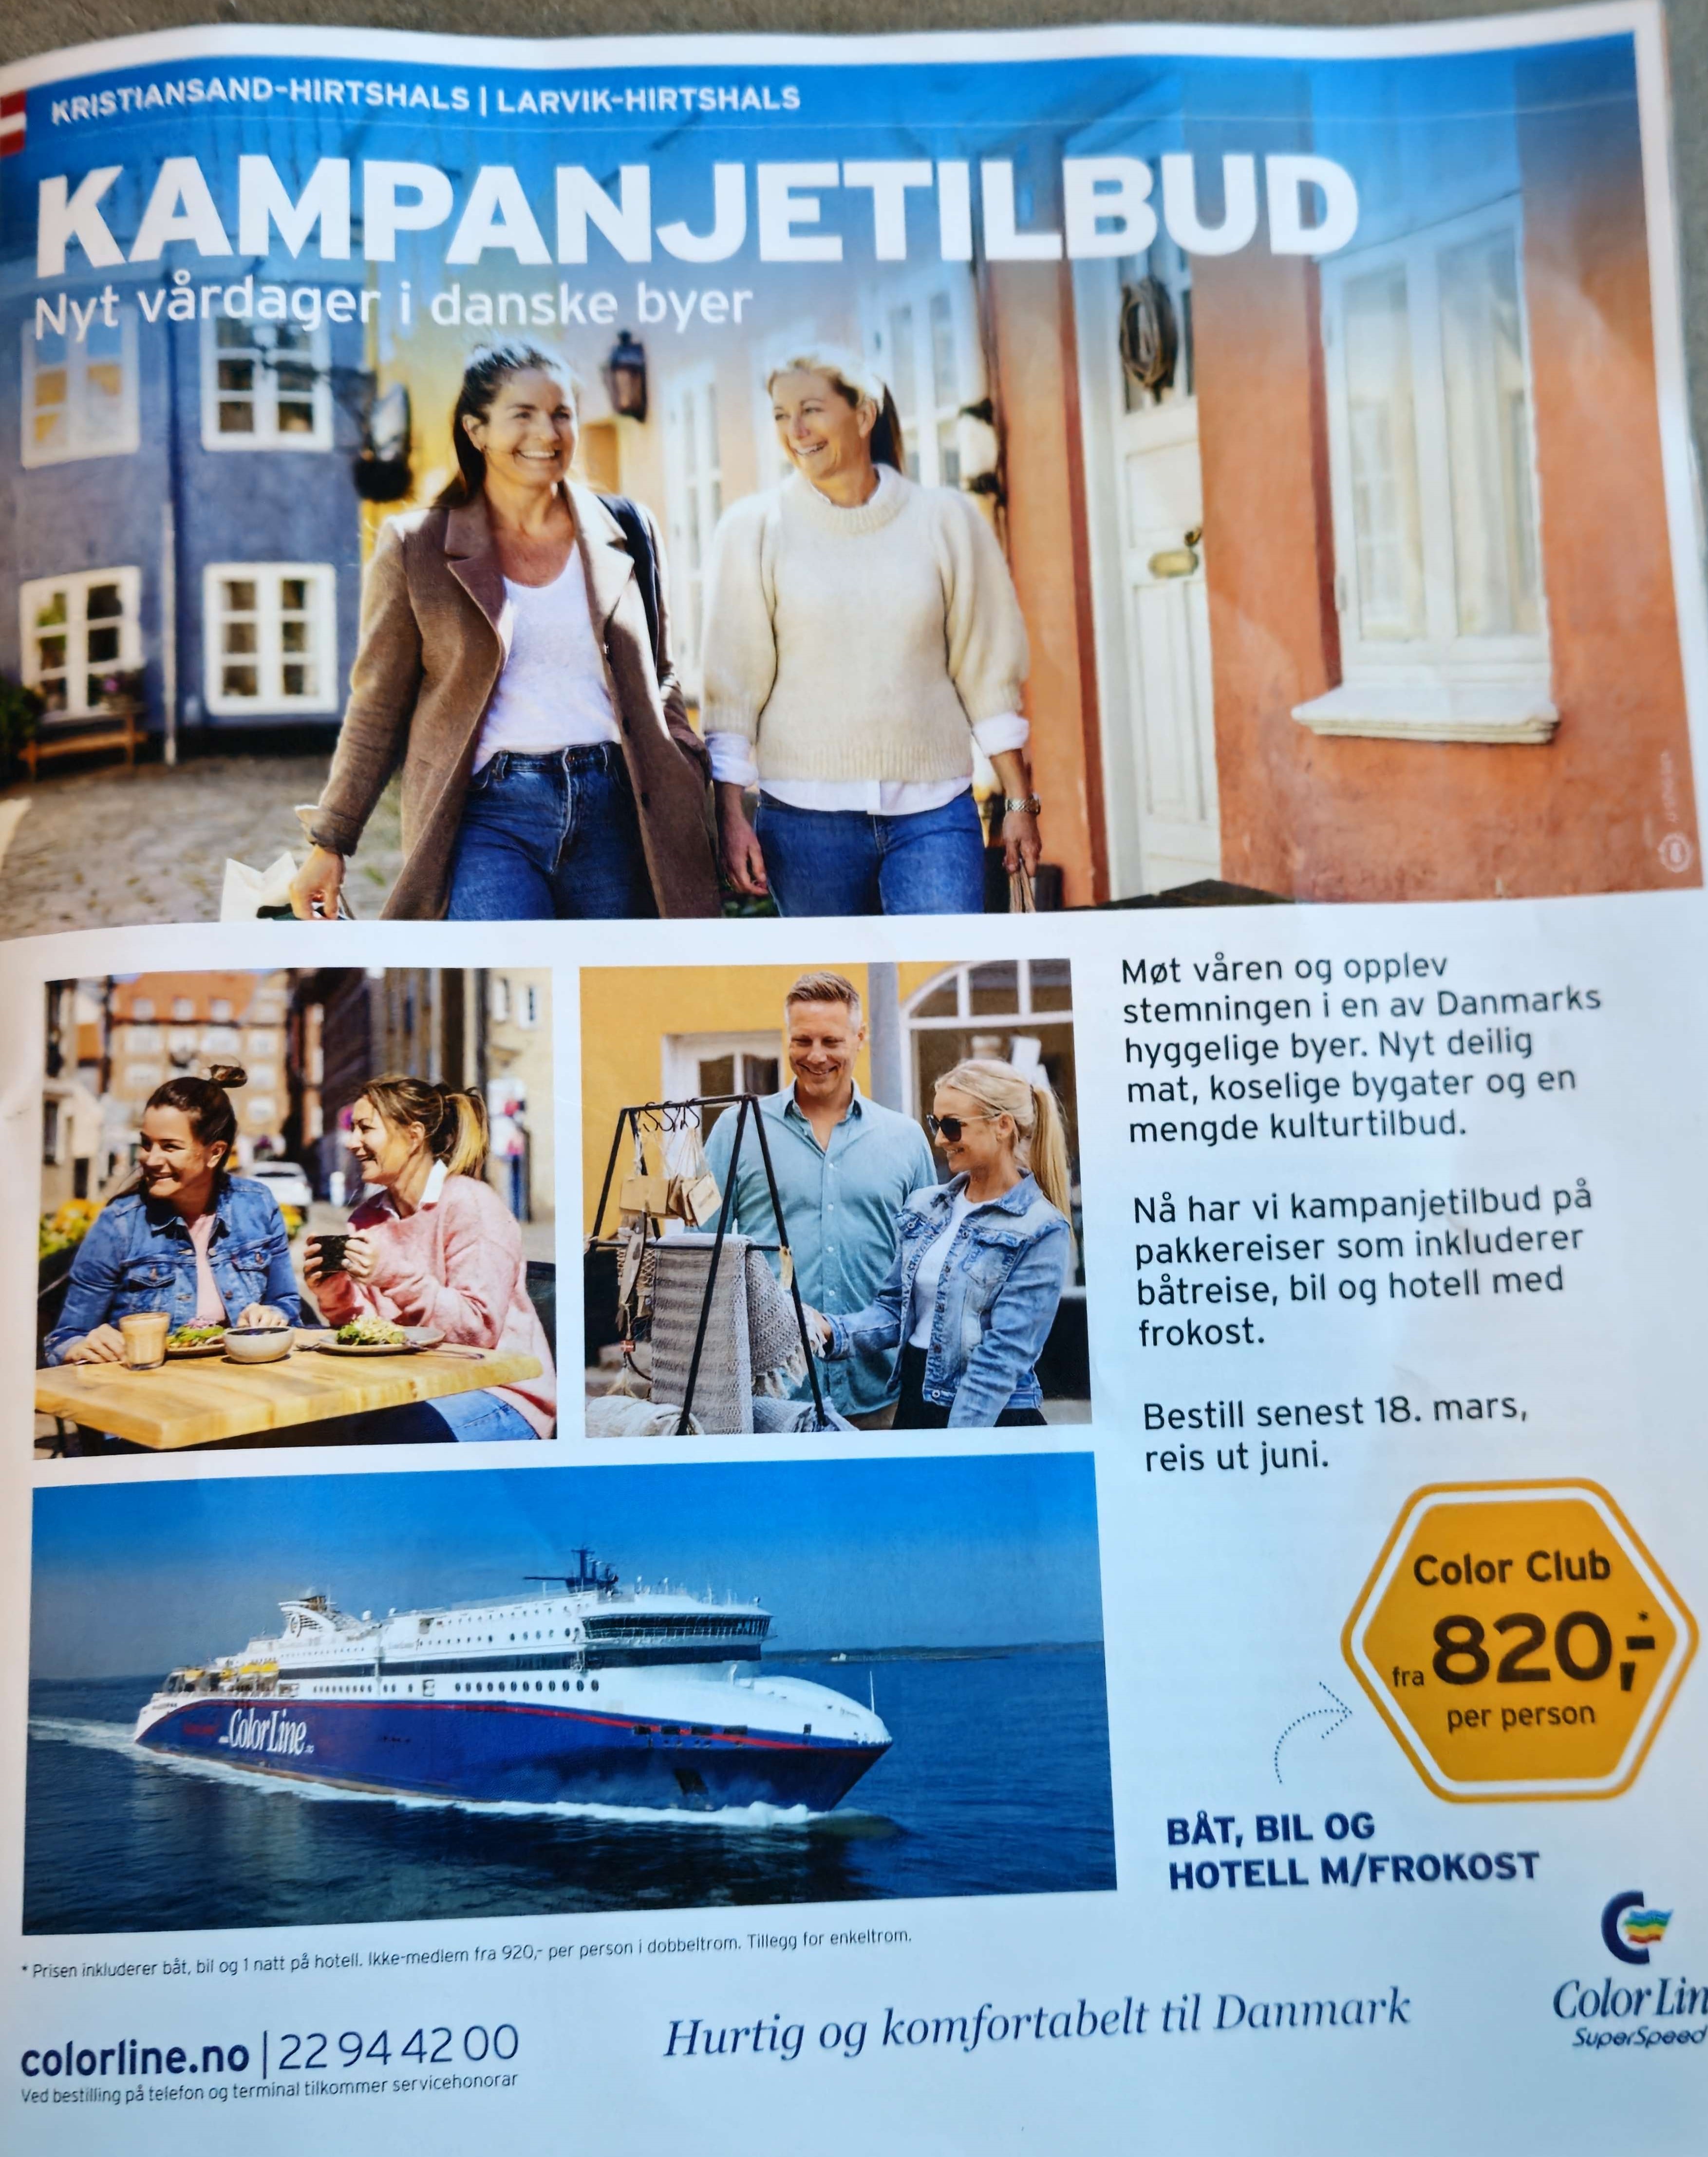 KRISTIANSAND-HIRTSHALS | LARVIK-HIRTSHALS
KAMPANJETILBUD
Nyt vårdager i danske byer
Møt våren og opplev
stemningen i en av Danmarks
hyggelige byer. Nyt deilig
mat, koselige bygater og en
mengde kulturtilbud.
Nå har vi kampanjetilbud på
pakkereiser som inkluderer
båtreise, bil og hotell med
frokost.
Bestill senest 18. mars,
reis ut juni.
Color Club
fra 820,-*
per person
BÅT, BIL OG
HOTELL M/FROKOST
ColorLine
* Prisen inkluderer båt, bil og 1 natt på hotell. Ikke-medlem fra 920,- per person i dobbeltrom. Tillegg for enkeltrom.
colorline.no | 22 94 42 00
Ved bestilling på telefon og terminal tilkommer servicehonorar
Hurtig og komfortabelt til Danmark
Color Lin
SuperSpeed